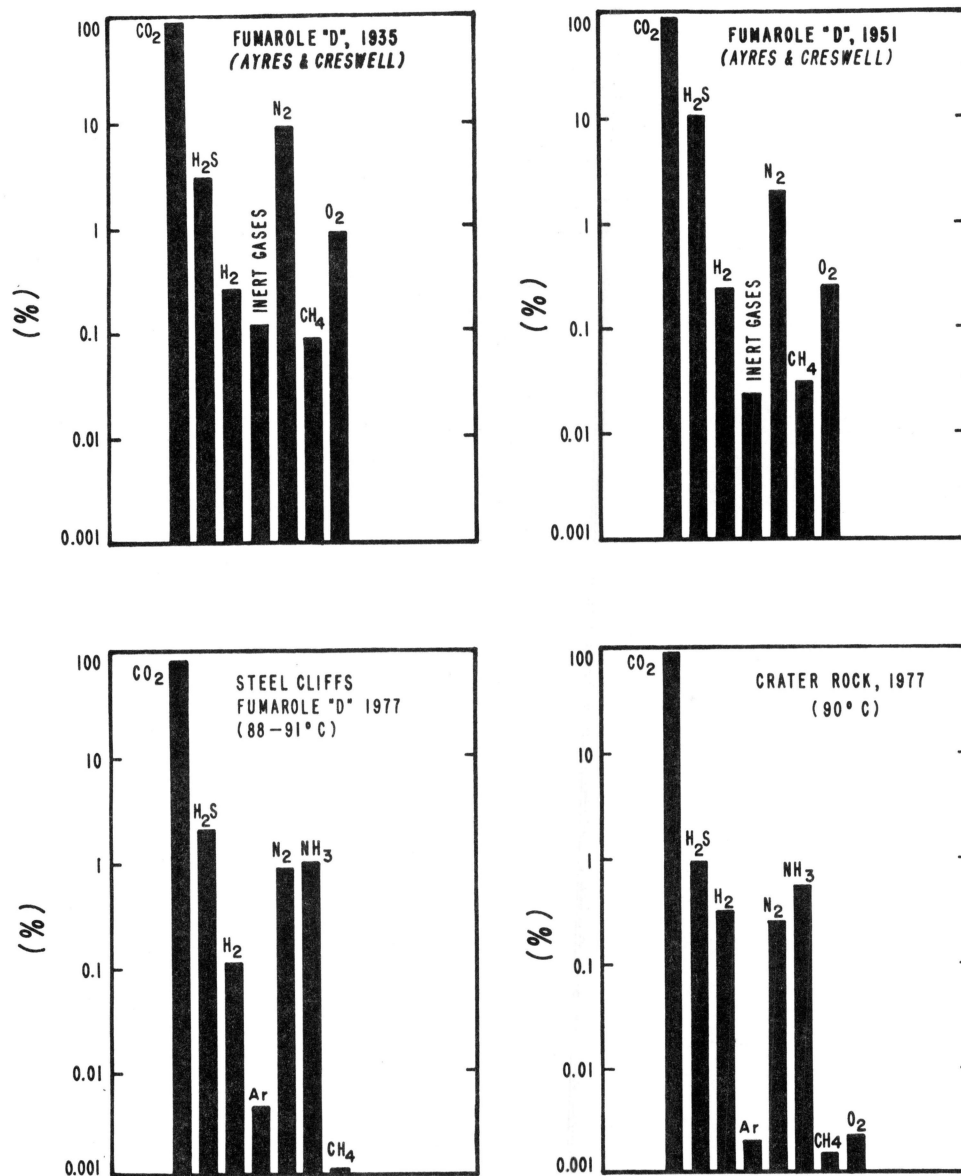 FUMAROLE "D", 1935
(AYRES & CRESWELL)
(%)
100
10
1
0.1
0.01
0.001
CO2
H2S
H2
INERT GASES
N2
CH4
O2
FUMAROLE "D", 1951
(AYRES & CRESWELL)
(%)
100
10
1
0.1
0.01
0.001
CO2
H2S
H2
INERT GASES
N2
CH4
O2
STEEL CLIFFS
FUMAROLE "D" 1977
(88–91°C)
(%)
100
10
1
0.1
0.01
0.001
CO2
H2S
H2
Ar
N2
NH3
CH4
CRATER ROCK, 1977
(90°C)
(%)
100
10
1
0.1
0.01
0.001
CO2
H2S
H2
Ar
N2
NH3
CH4
O2